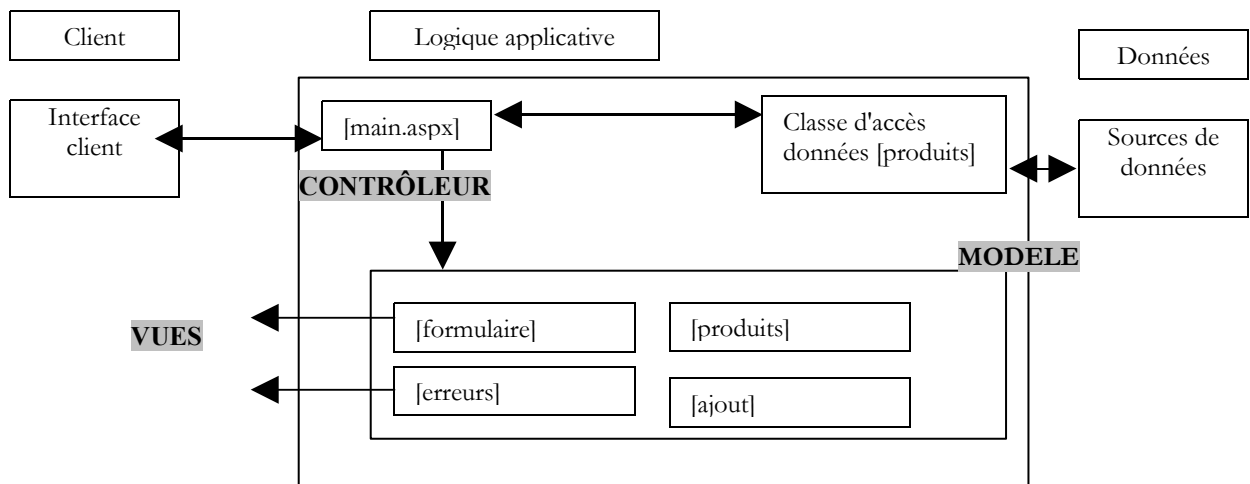 Client
Logique applicative
Données
Interface
client
[main.aspx]
Classe d'accès
données [produits]
Sources de
données
CONTRÔLEUR
MODELE
VUES
[formulaire]
[produits]
[erreurs]
[ajout]